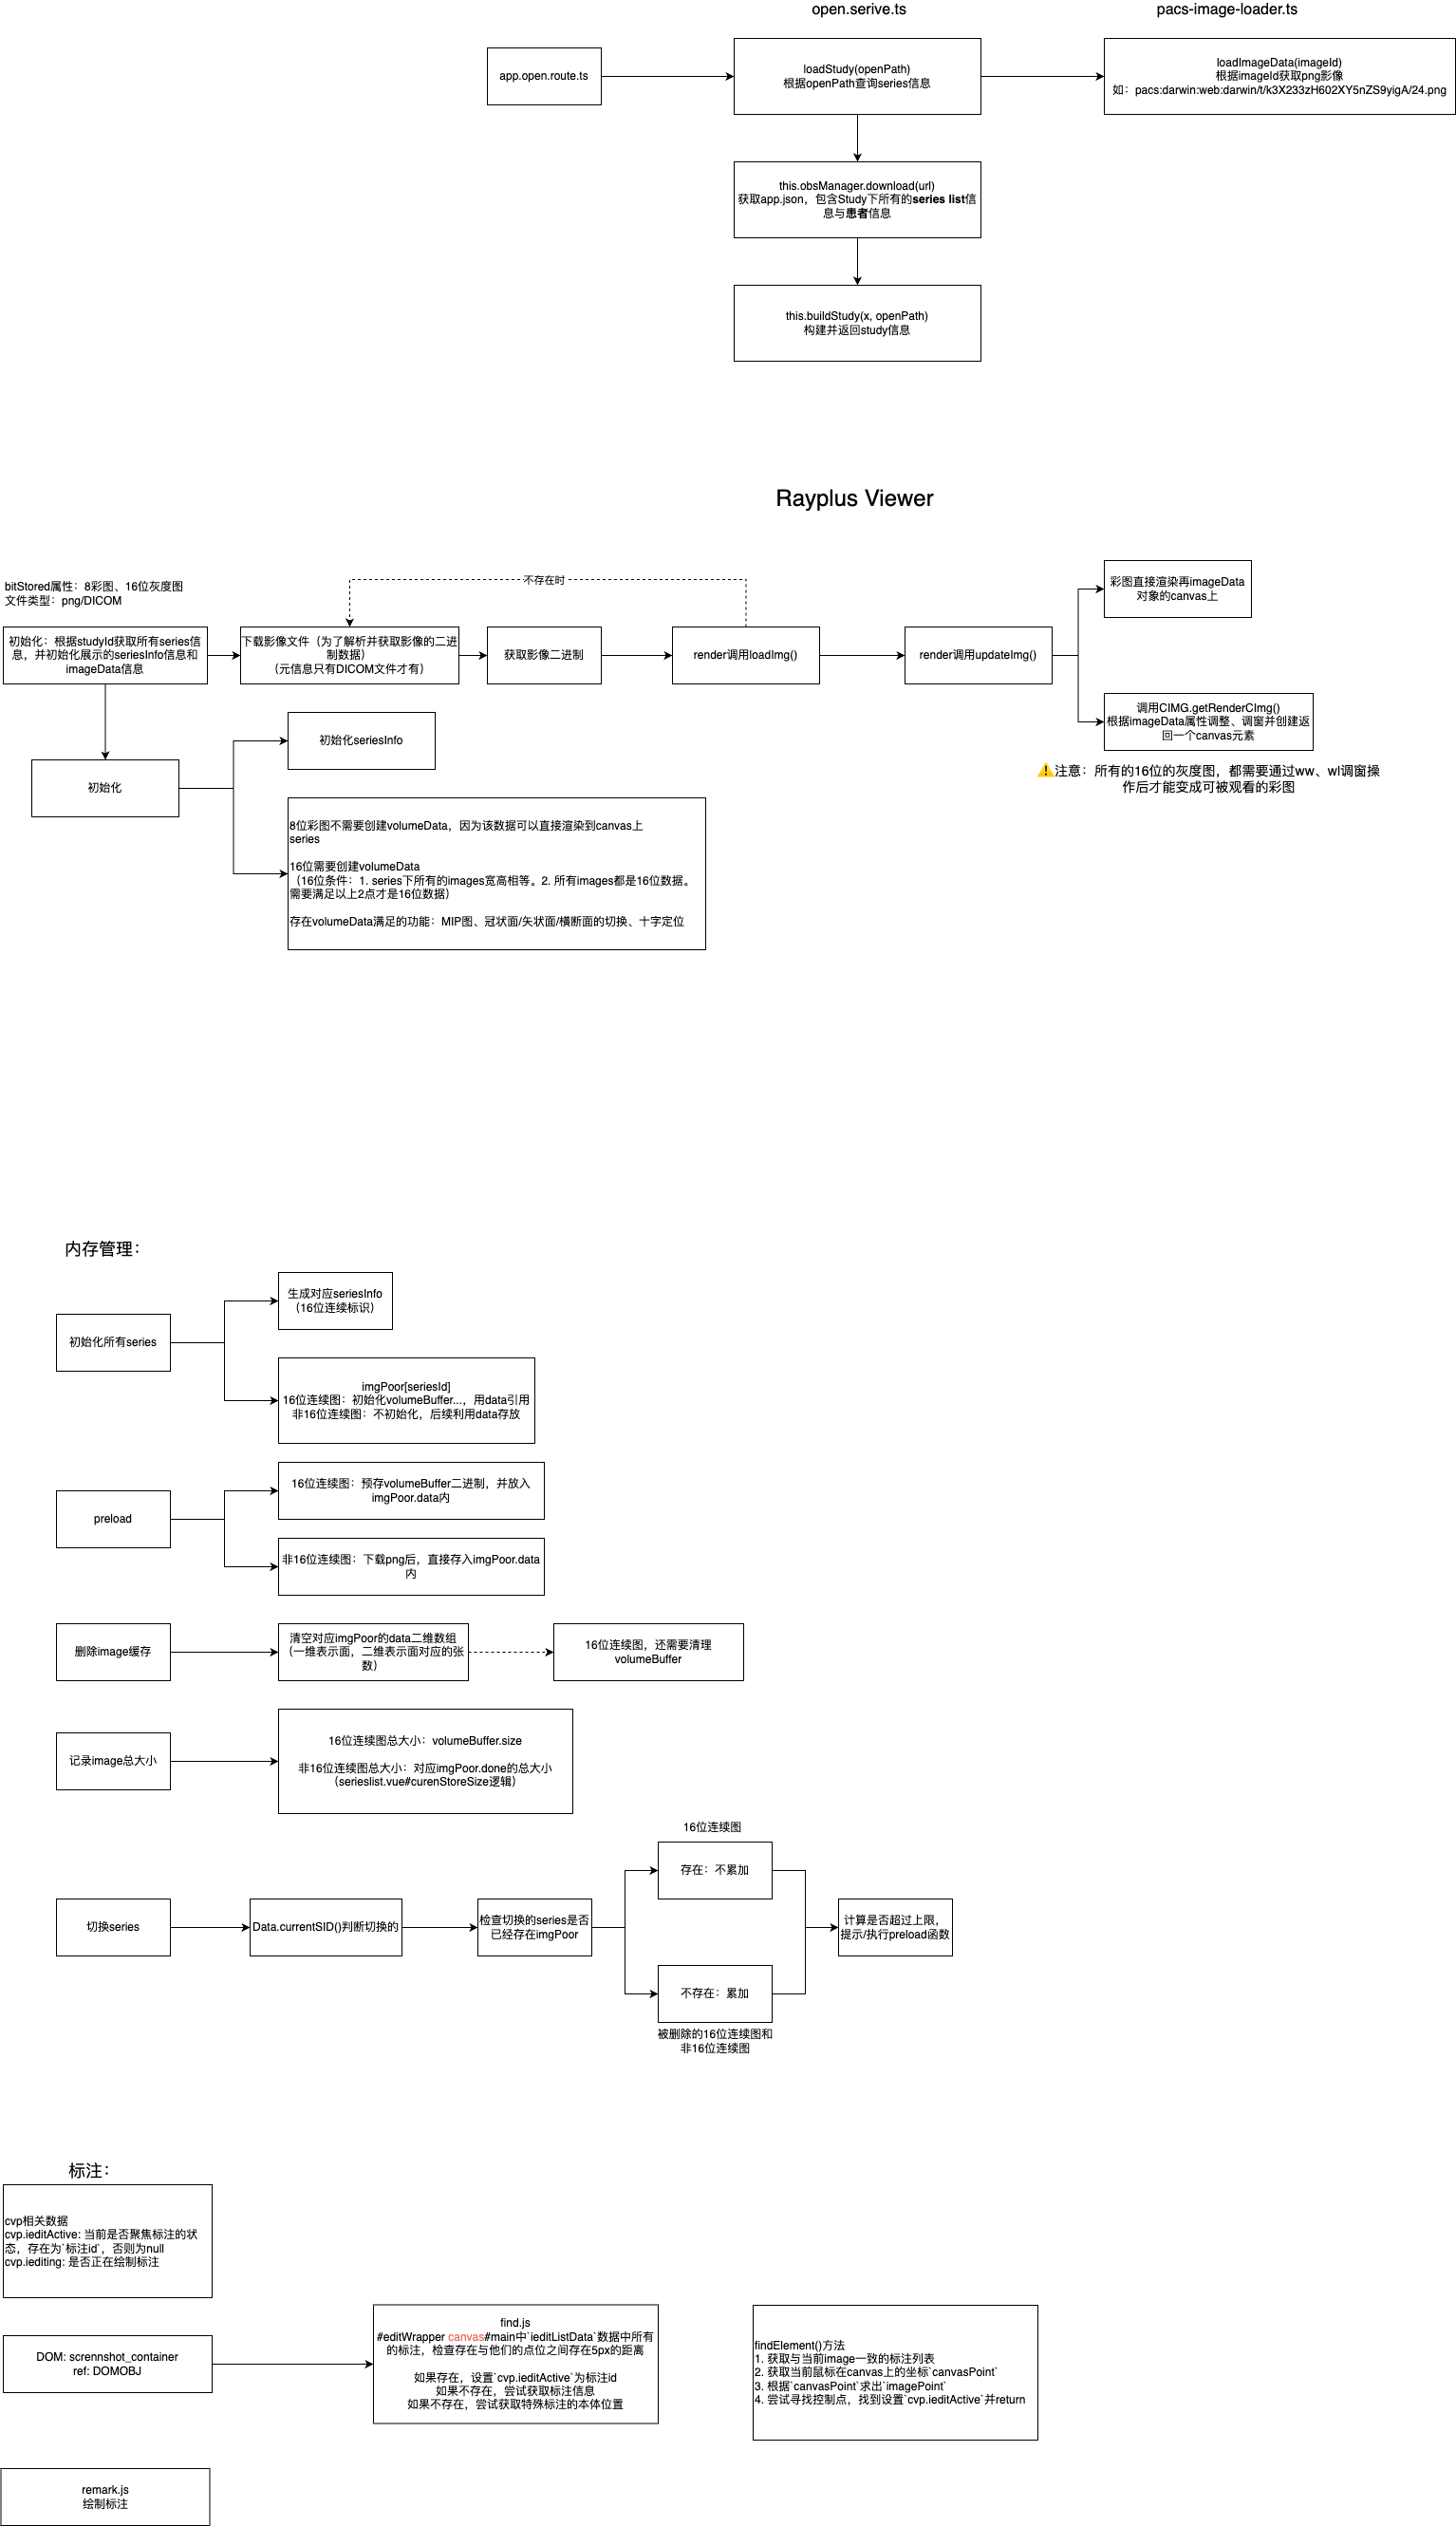 open.serive.ts
pacs-image-loader.ts
app.open.route.ts
loadStudy(openPath)
根据openPath查询series信息
loadImageData(imageId)
根据imageId获取png影像
如：pacs:darwin:web:darwin/t/k3X233zH602XY5nZS9yigA/24.png
this.obsManager.download(url)
获取app.json，包含Study下所有的series list信
息与患者信息
this.buildStudy(x, openPath)
构建并返回study信息
Rayplus Viewer
bitStored属性：8彩图、16位灰度图
文件类型：png/DICOM
不存在时
初始化：根据studyId获取所有series信
息，并初始化展示的seriesInfo信息和
imageData信息
下载影像文件（为了解析并获取影像的二进
制数据）
（元信息只有DICOM文件才有）
获取影像二进制
render调用loadImg()
render调用updateImg()
彩图直接渲染再imageData
对象的canvas上
调用CIMG.getRenderCImg()
根据imageData属性调整、调窗并创建返
回一个canvas元素
⚠️注意：所有的16位的灰度图，都需要通过ww、wl调窗操
作后才能变成可被观看的彩图
初始化
初始化seriesInfo
8位彩图不需要创建volumeData，因为该数据可以直接渲染到canvas上
series
16位需要创建volumeData
（16位条件：1. series下所有的images宽高相等。2. 所有images都是16位数据。
需要满足以上2点才是16位数据）
存在volumeData满足的功能：MIP图、冠状面/矢状面/横断面的切换、十字定位
内存管理：
初始化所有series
生成对应seriesInfo
（16位连续标识）
imgPoor[seriesId]
16位连续图：初始化volumeBuffer...，用data引用
非16位连续图：不初始化，后续利用data存放
preload
16位连续图：预存volumeBuffer二进制，并放入
imgPoor.data内
非16位连续图：下载png后，直接存入imgPoor.data
内
删除image缓存
清空对应imgPoor的data二维数组
（一维表示面，二维表示面对应的张
数）
16位连续图，还需要清理
volumeBuffer
记录image总大小
16位连续图总大小：volumeBuffer.size
非16位连续图总大小：对应imgPoor.done的总大小
（serieslist.vue#curenStoreSize逻辑）
切换series
Data.currentSID()判断切换的
检查切换的series是否
已经存在imgPoor
16位连续图
存在：不累加
不存在：累加
被删除的16位连续图和
非16位连续图
计算是否超过上限，
提示/执行preload函数
标注：
cvp相关数据
cvp.ieditActive: 当前是否聚焦标注的状
态，存在为`标注id`，否则为null
cvp.iediting: 是否正在绘制标注
DOM: scrennshot_container
ref: DOMOBJ
find.js
#editWrapper canvas#main中`ieditListData`数据中所有
的标注，检查存在与他们的点位之间存在5px的距离
如果存在，设置`cvp.ieditActive`为标注id
如果不存在，尝试获取标注信息
如果不存在，尝试获取特殊标注的本体位置
findElement()方法
1. 获取与当前image一致的标注列表
2. 获取当前鼠标在canvas上的坐标`canvasPoint`
3. 根据`canvasPoint`求出`imagePoint`
4. 尝试寻找控制点，找到设置`cvp.ieditActive`并return
remark.js
绘制标注